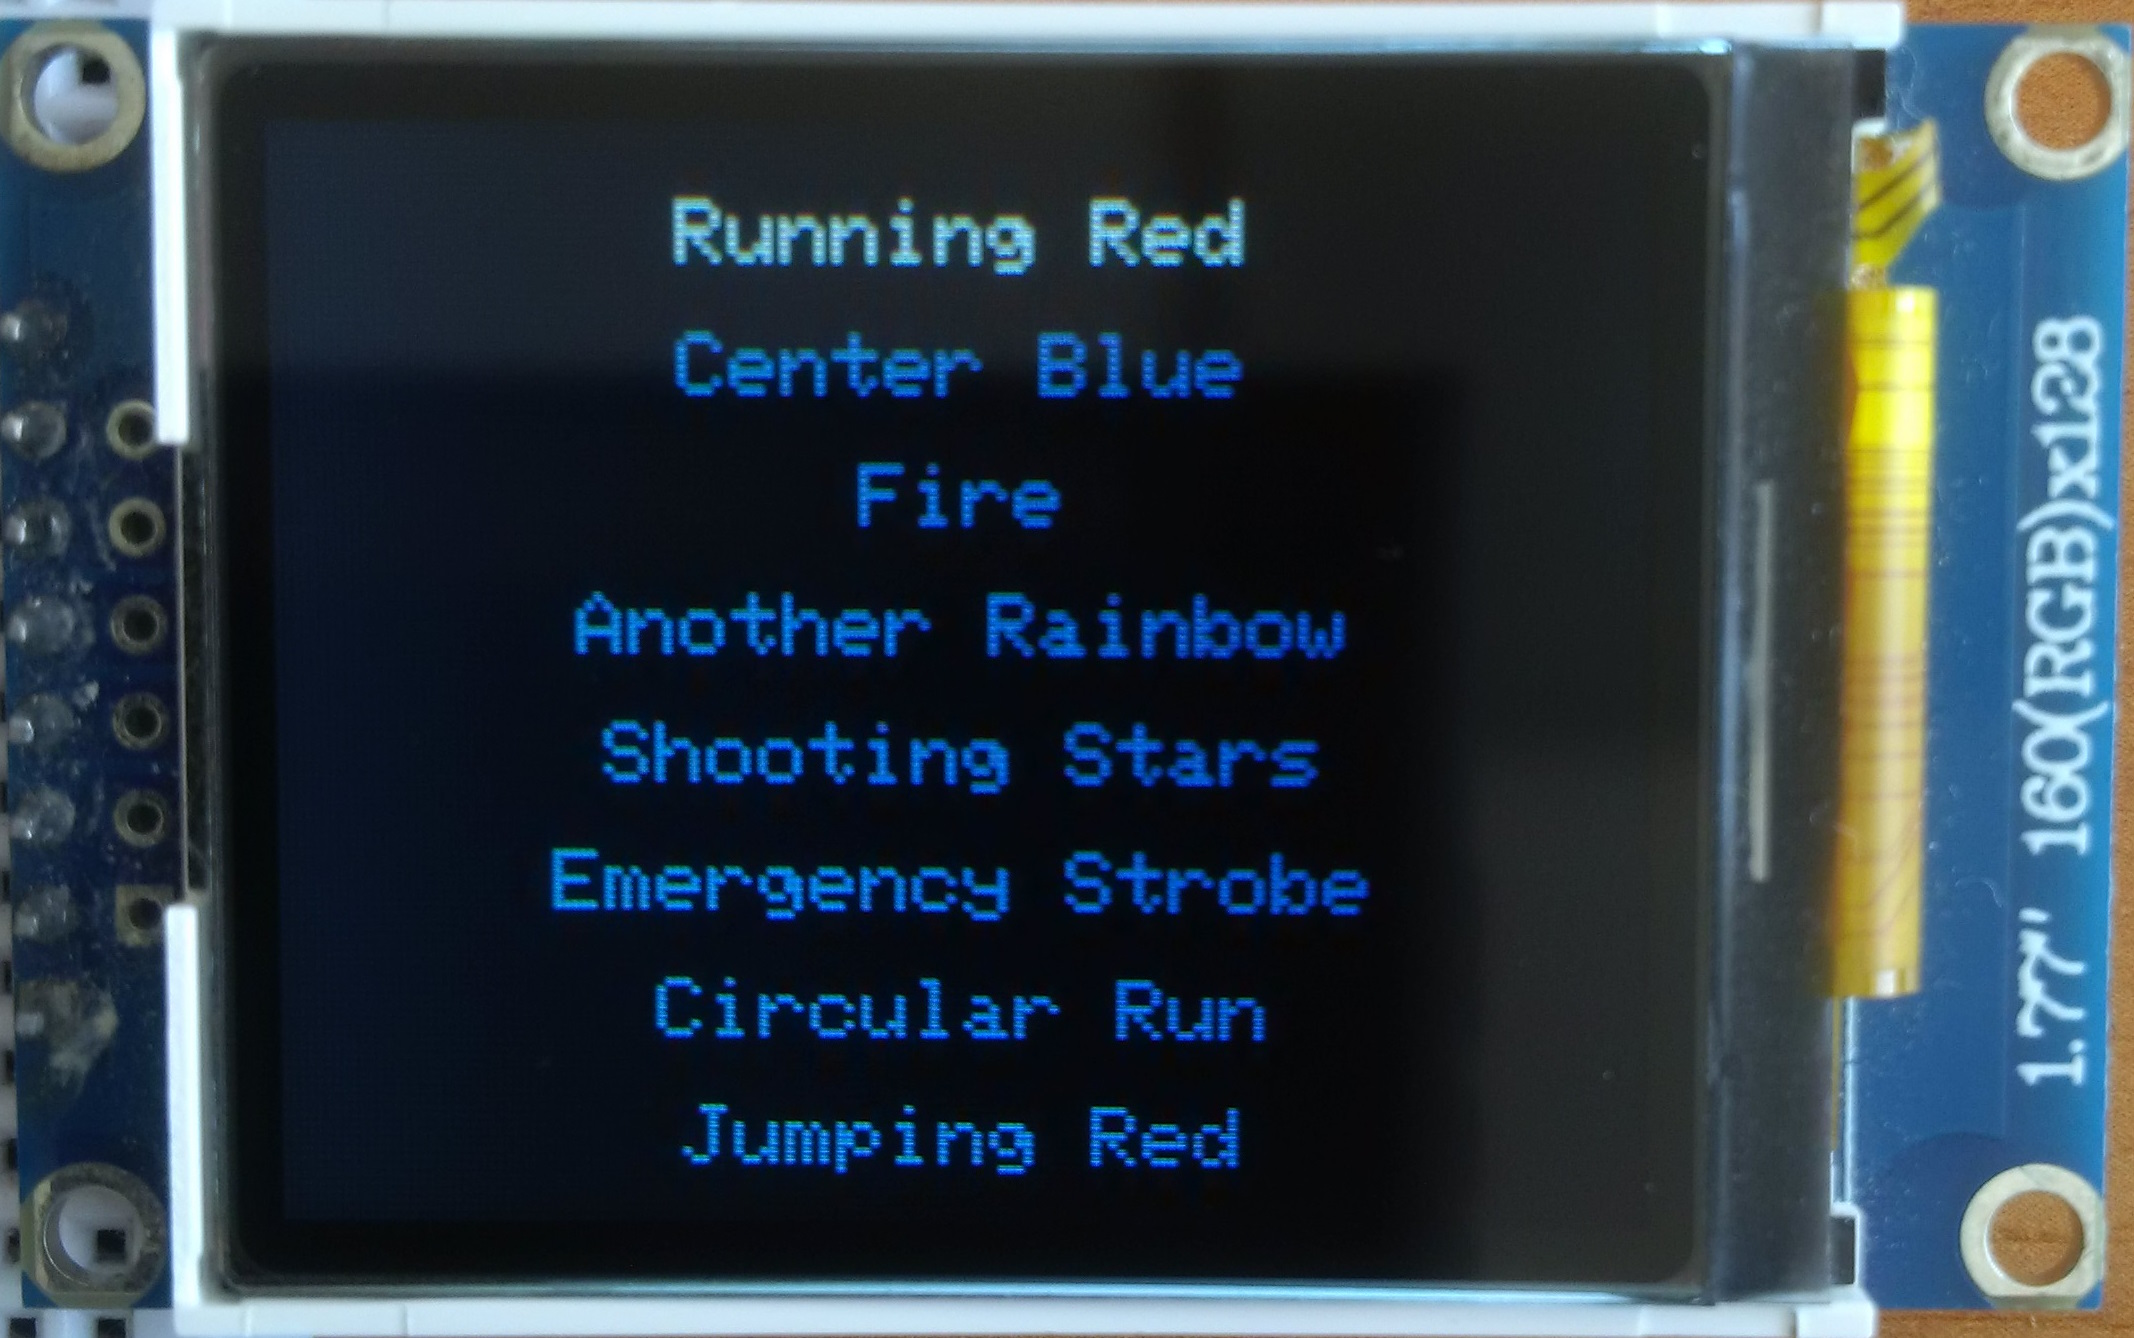 Running Red
Center Blue
Fire
Another Rainbow
Shooting Stars
Emergency Strobe
Circular Run
Jumping Red
1.77" 160(RGB)x128